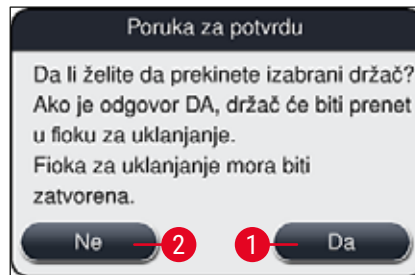 Poruka za potvrdu
Da li želite da prekinete izabrani držač?
Ako je odgovor DA, držač će biti prenet
u fioku za uklanjanje.
Fioka za uklanjanje mora biti
zatvorena.
Ne 2 1 Da